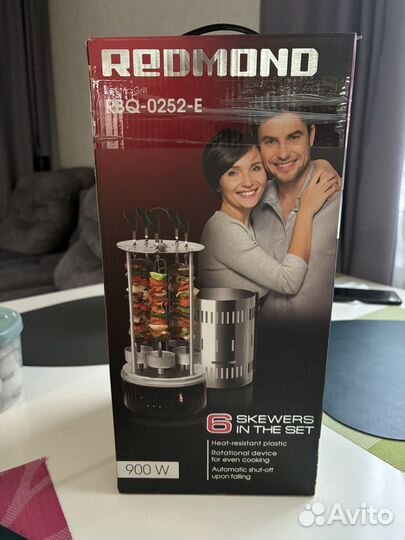 REDMOND
Grill
RBQ-0252-E
6 SKEWERS
IN THE SET
Heat-resistant plastic
Rotational device
for even cooking
Automatic shut-off
upon falling
900 W
Avito